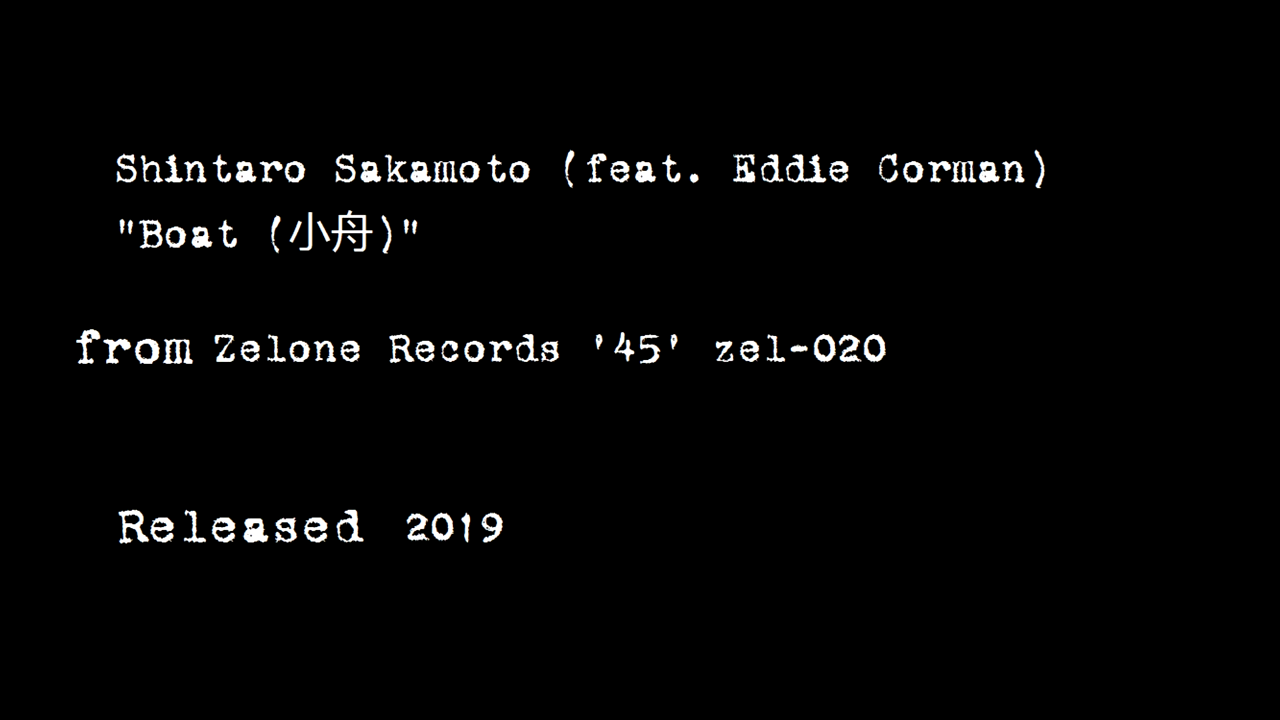 Shintaro Sakamoto (feat. Eddie Corman)
"Boat (小舟)"
from Zelone Records '45' zel-020
Released 2019